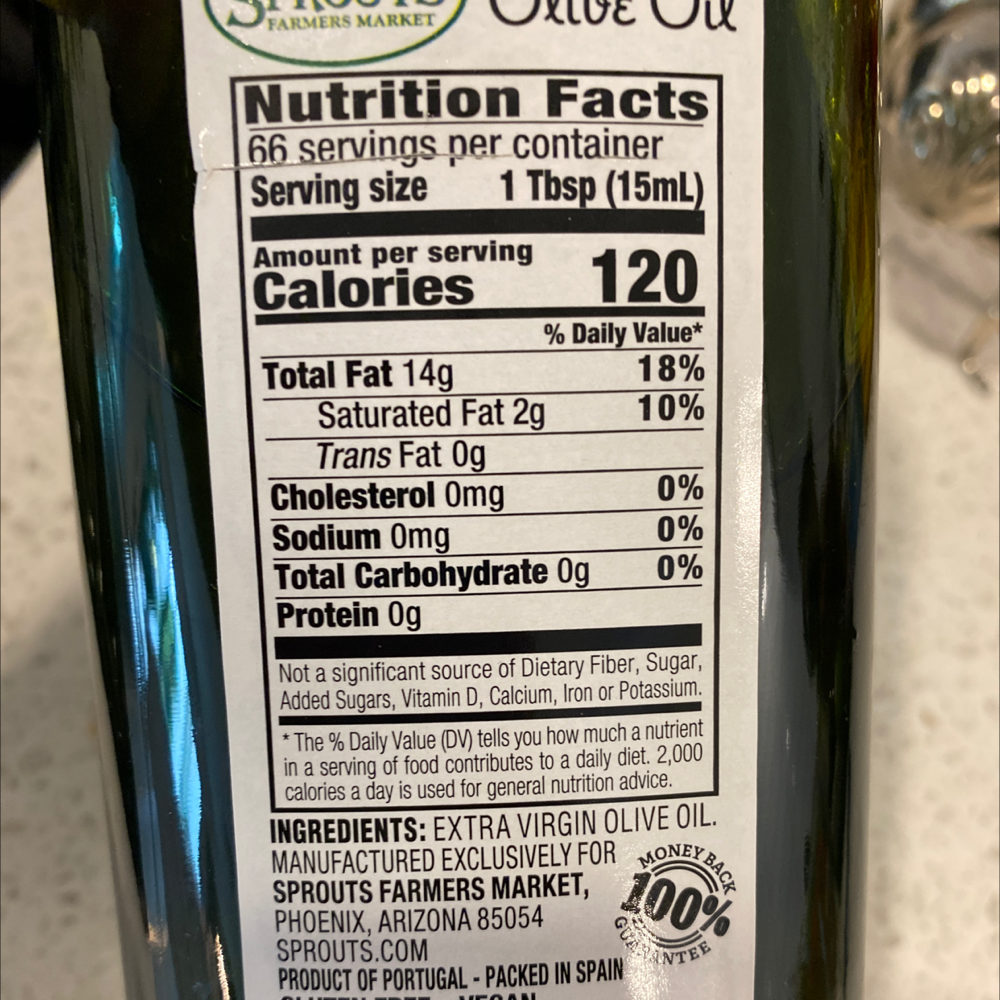 SPROUTS Olive Oil
FARMERS MARKET
Nutrition Facts
66 servings per container
Serving size 1 Tbsp (15mL)
Amount per serving
Calories 120
% Daily Value*
Total Fat 14g 18%
Saturated Fat 2g 10%
Trans Fat 0g
Cholesterol 0mg 0%
Sodium 0mg 0%
Total Carbohydrate 0g 0%
Protein 0g
Not a significant source of Dietary Fiber, Sugar,
Added Sugars, Vitamin D, Calcium, Iron or Potassium.
* The % Daily Value (DV) tells you how much a nutrient
in a serving of food contributes to a daily diet. 2,000
calories a day is used for general nutrition advice.
INGREDIENTS: EXTRA VIRGIN OLIVE OIL.
MANUFACTURED EXCLUSIVELY FOR
SPROUTS FARMERS MARKET,
PHOENIX, ARIZONA 85054
SPROUTS.COM
PRODUCT OF PORTUGAL - PACKED IN SPAIN
GLUTEN FREE VEGAN
MONEY BACK
100%
GUARANTEE